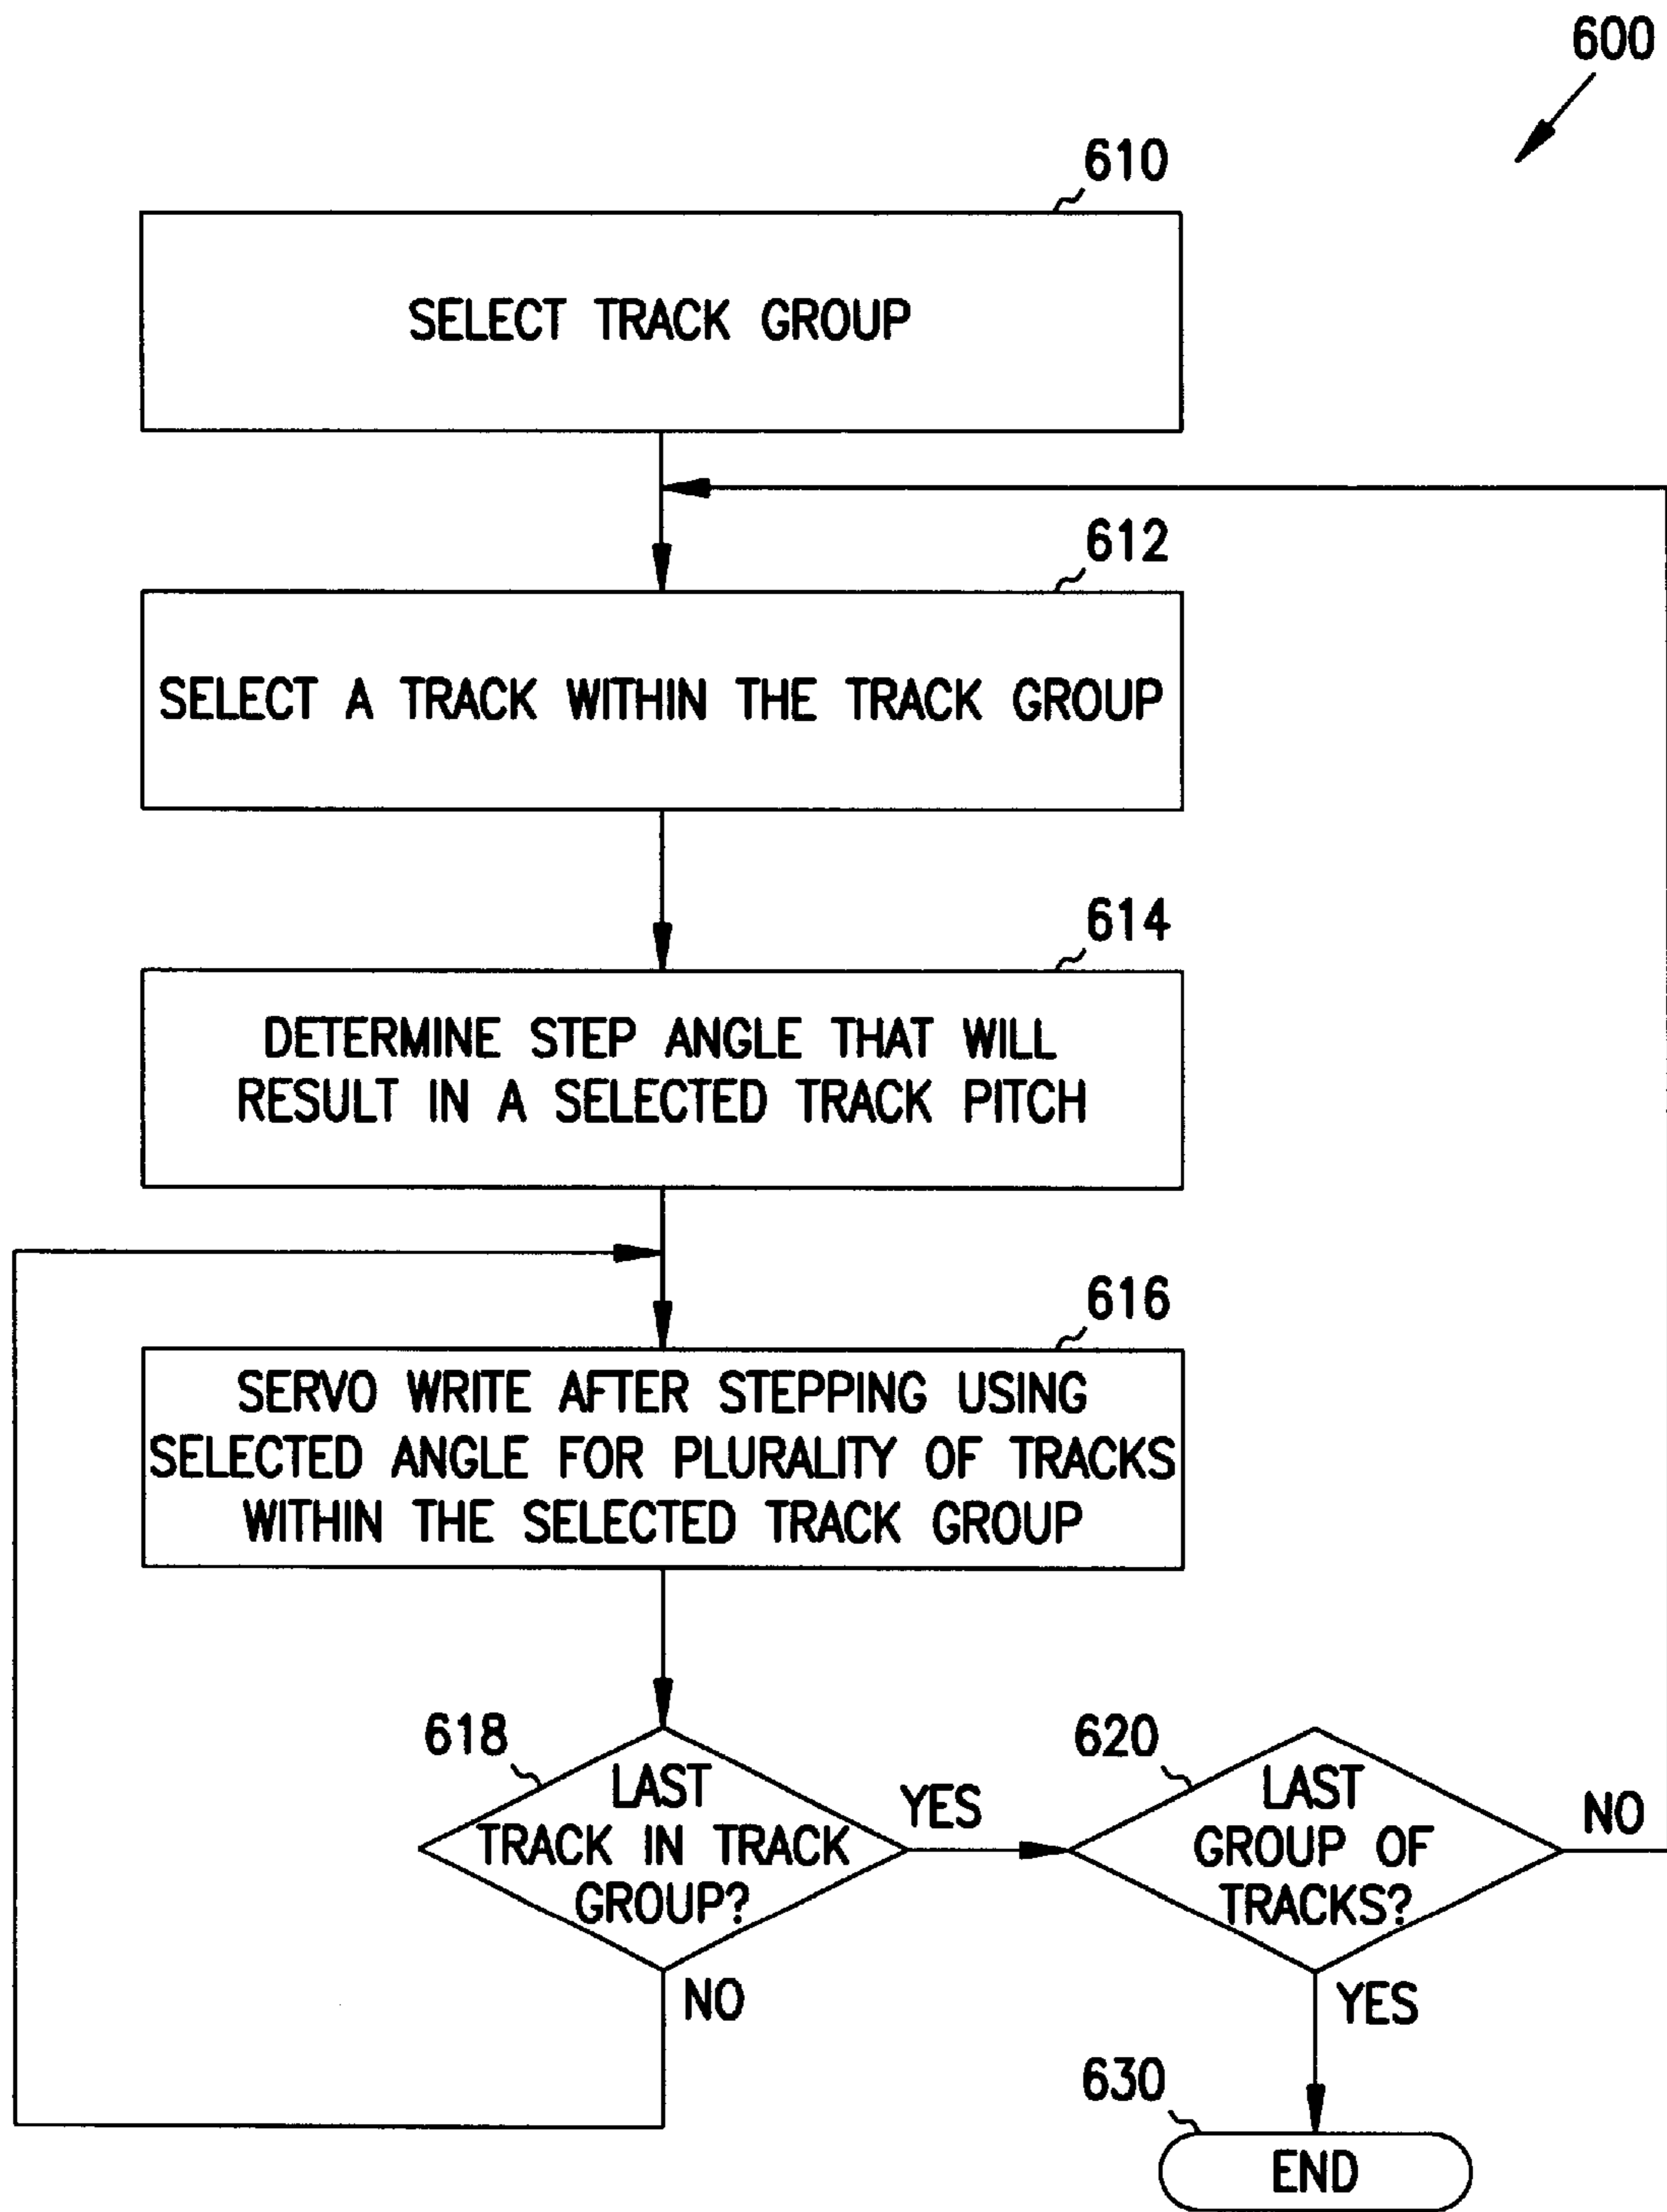 600
610
SELECT TRACK GROUP
612
SELECT A TRACK WITHIN THE TRACK GROUP
614
DETERMINE STEP ANGLE THAT WILL
RESULT IN A SELECTED TRACK PITCH
616
SERVO WRITE AFTER STEPPING USING
SELECTED ANGLE FOR PLURALITY OF TRACKS
WITHIN THE SELECTED TRACK GROUP
618
LAST
TRACK IN TRACK
GROUP?
YES
NO
620
LAST
GROUP OF
TRACKS?
NO
YES
630
END